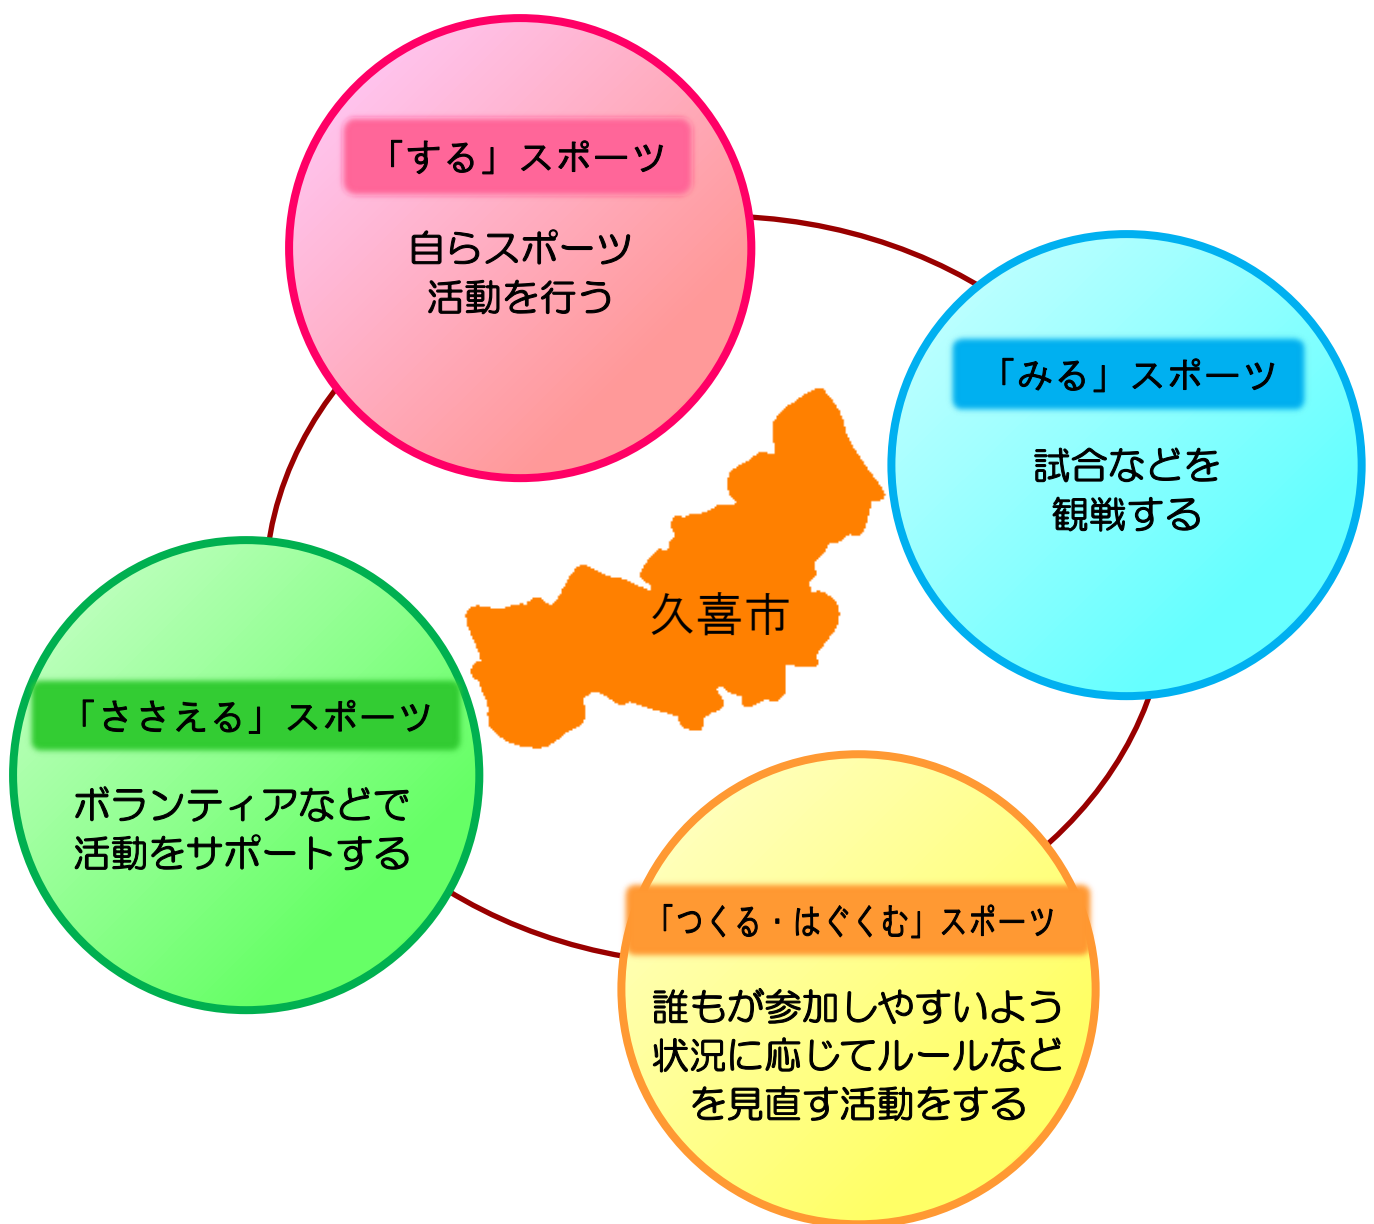 「する」スポーツ
自らスポーツ
活動を行う
「みる」スポーツ
試合などを
観戦する
久喜市
「ささえる」スポーツ
ボランティアなどで
活動をサポートする
「つくる・はぐくむ」スポーツ
誰もが参加しやすいよう
状況に応じてルールなど
を見直す活動をする